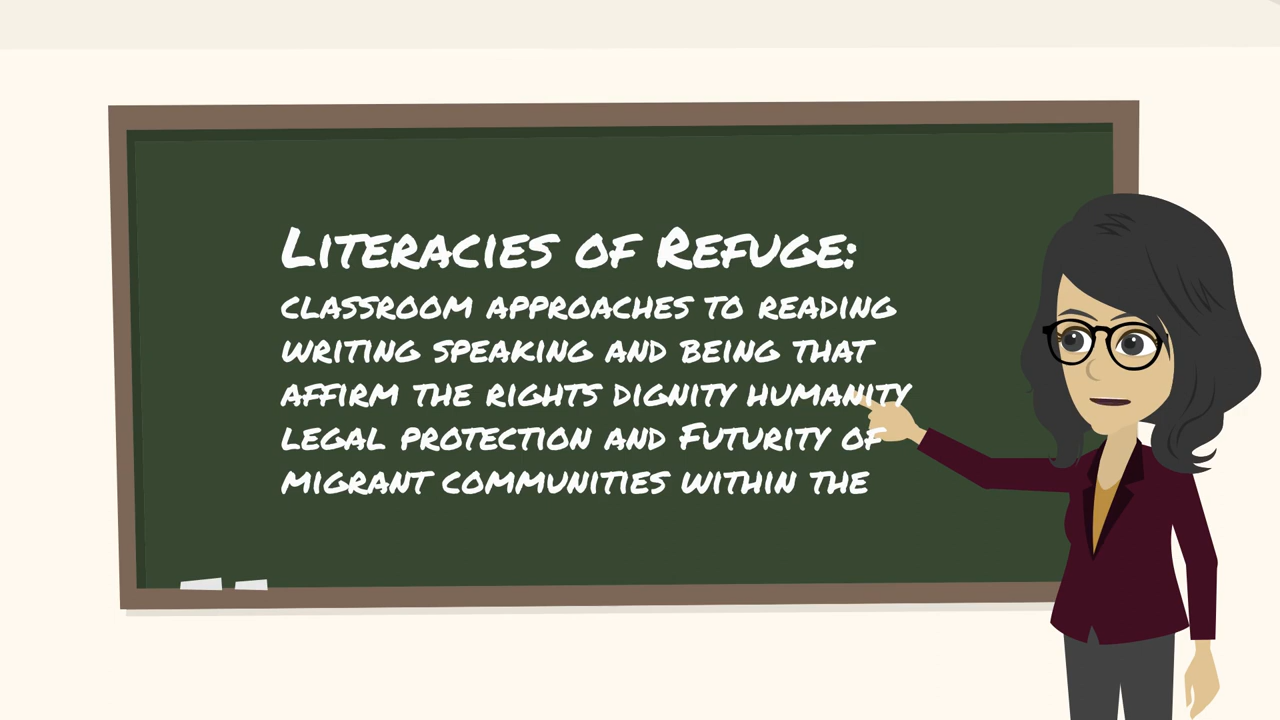 Literacies of Refuge:
classroom approaches to reading
writing speaking and being that
affirm the rights dignity humanity
legal protection and Futurity of
migrant communities within the